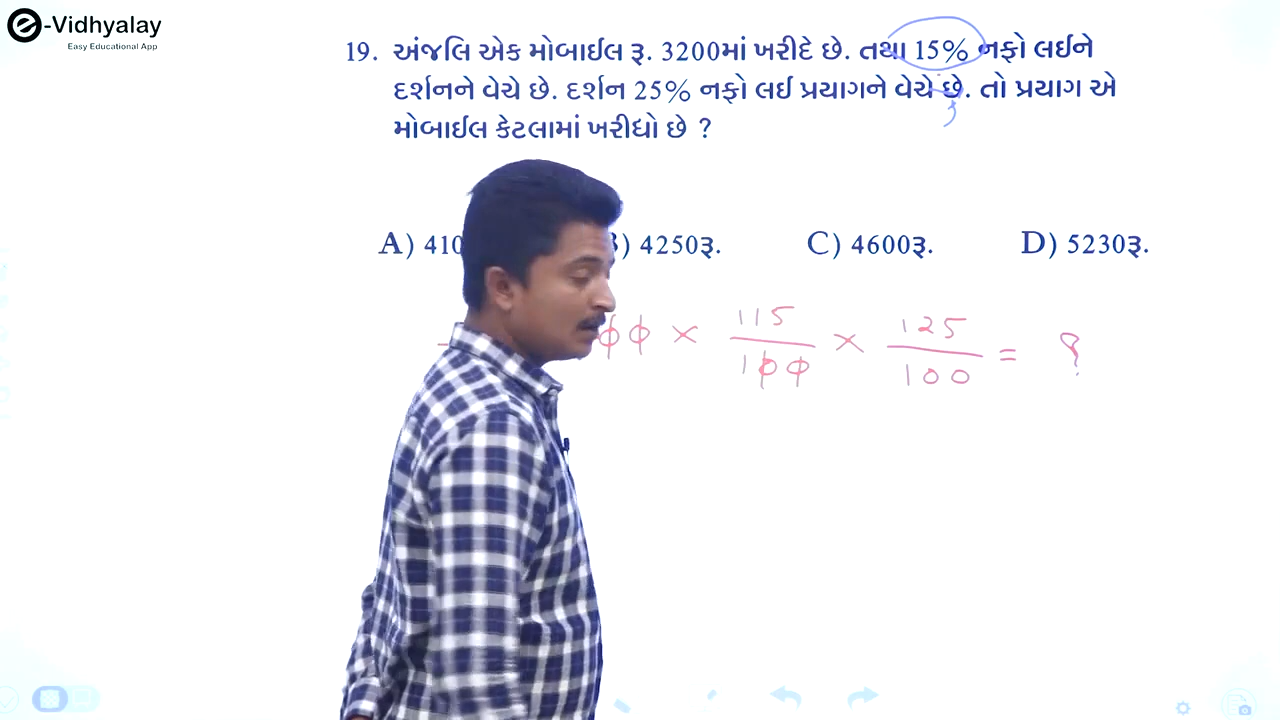 e-Vidhyalay
Easy Educational App
19. અંજલિ એક મોબાઈલ રૂ. 3200માં ખરીદે છે. તથા 15% નફો લઈને
દર્શનને વેચે છે. દર્શન 25% નફો લઈ પ્રયાગને વેચે છે. તો પ્રયાગ એ
મોબાઈલ કેટલામાં ખરીધો છે ?
A) 410 B) 4250રૂ. C) 4600રૂ. D) 5230રૂ.
00 × 115/100 × 125/100 = ?